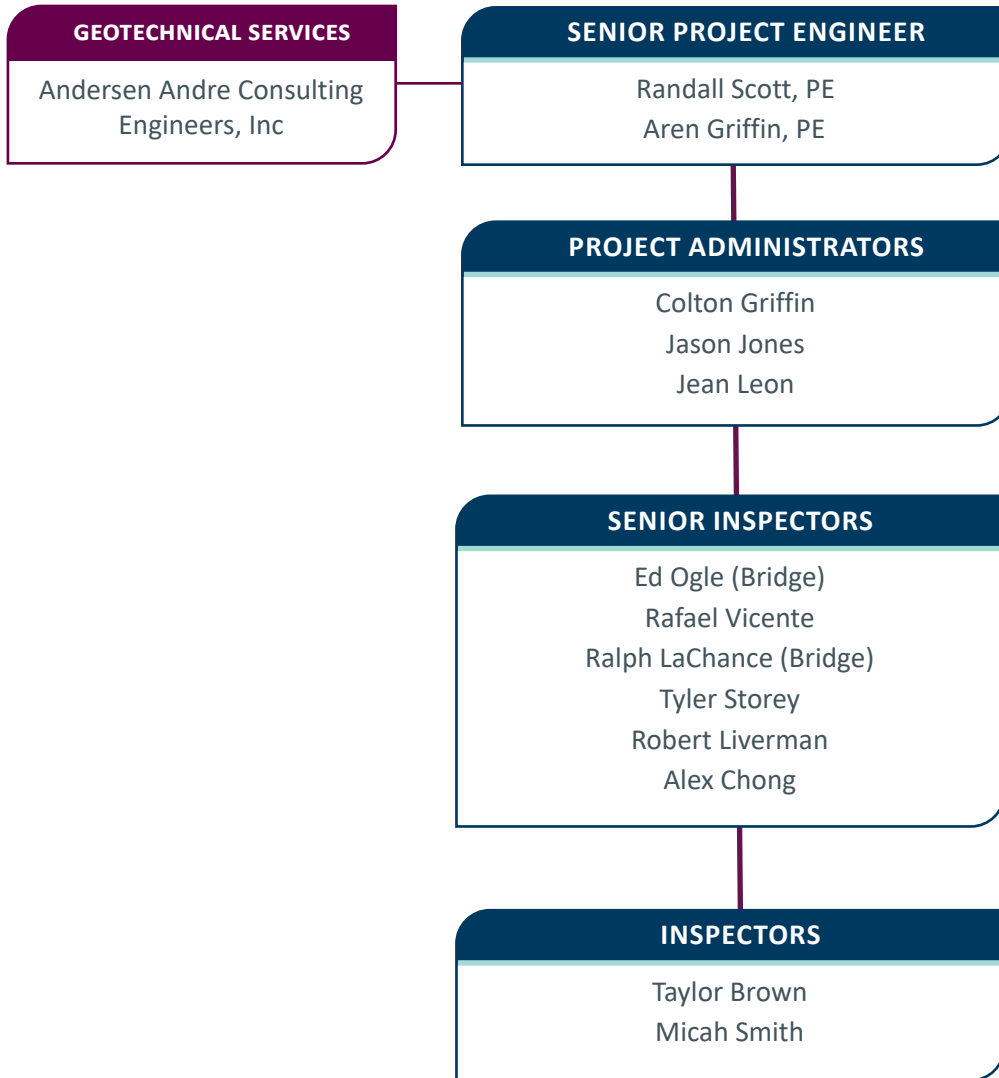 GEOTECHNICAL SERVICES
Andersen Andre Consulting
Engineers, Inc
SENIOR PROJECT ENGINEER
Randall Scott, PE
Aren Griffin, PE
PROJECT ADMINISTRATORS
Colton Griffin
Jason Jones
Jean Leon
SENIOR INSPECTORS
Ed Ogle (Bridge)
Rafael Vicente
Ralph LaChance (Bridge)
Tyler Storey
Robert Liverman
Alex Chong
INSPECTORS
Taylor Brown
Micah Smith